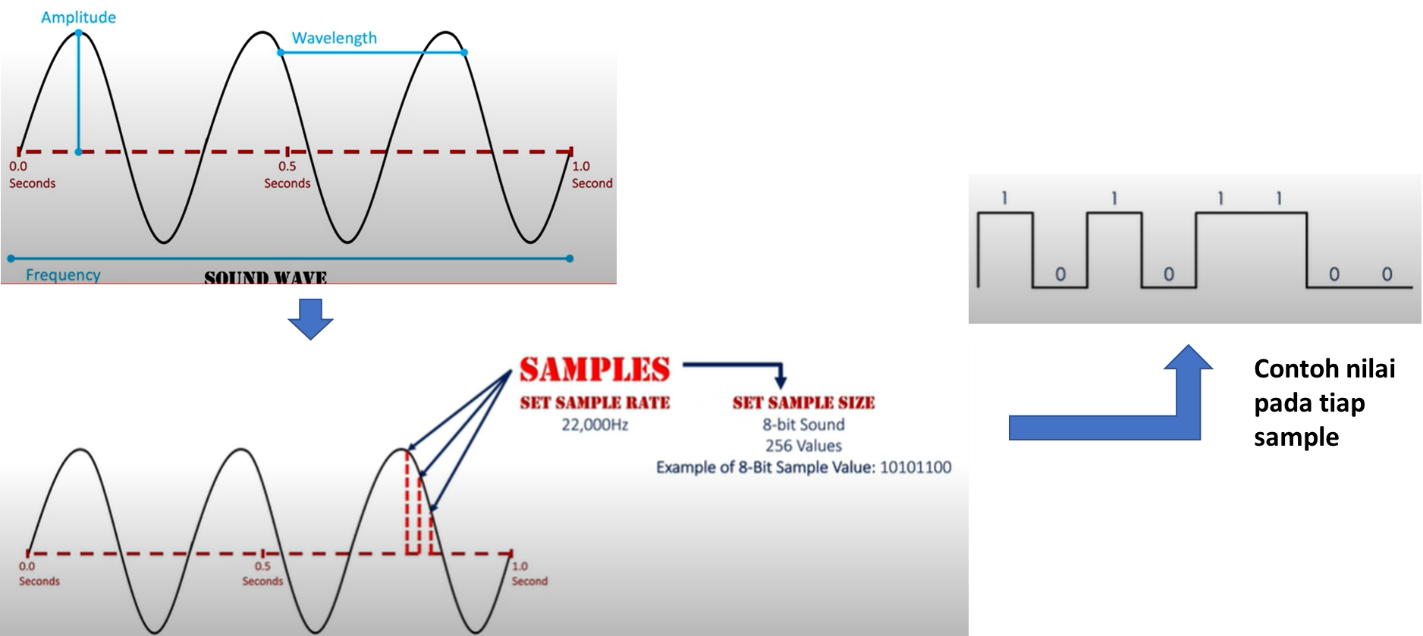 Amplitude
Wavelength
0.0
Seconds
0.5
Seconds
1.0
Second
Frequency
SOUND WAVE
SAMPLES
SET SAMPLE RATE
22,000Hz
SET SAMPLE SIZE
8-bit Sound
256 Values
Example of 8-Bit Sample Value: 10101100
0.0
Seconds
0.5
Seconds
1.0
Second
1 0 1 0 1 1 0 0
Contoh nilai
pada tiap
sample